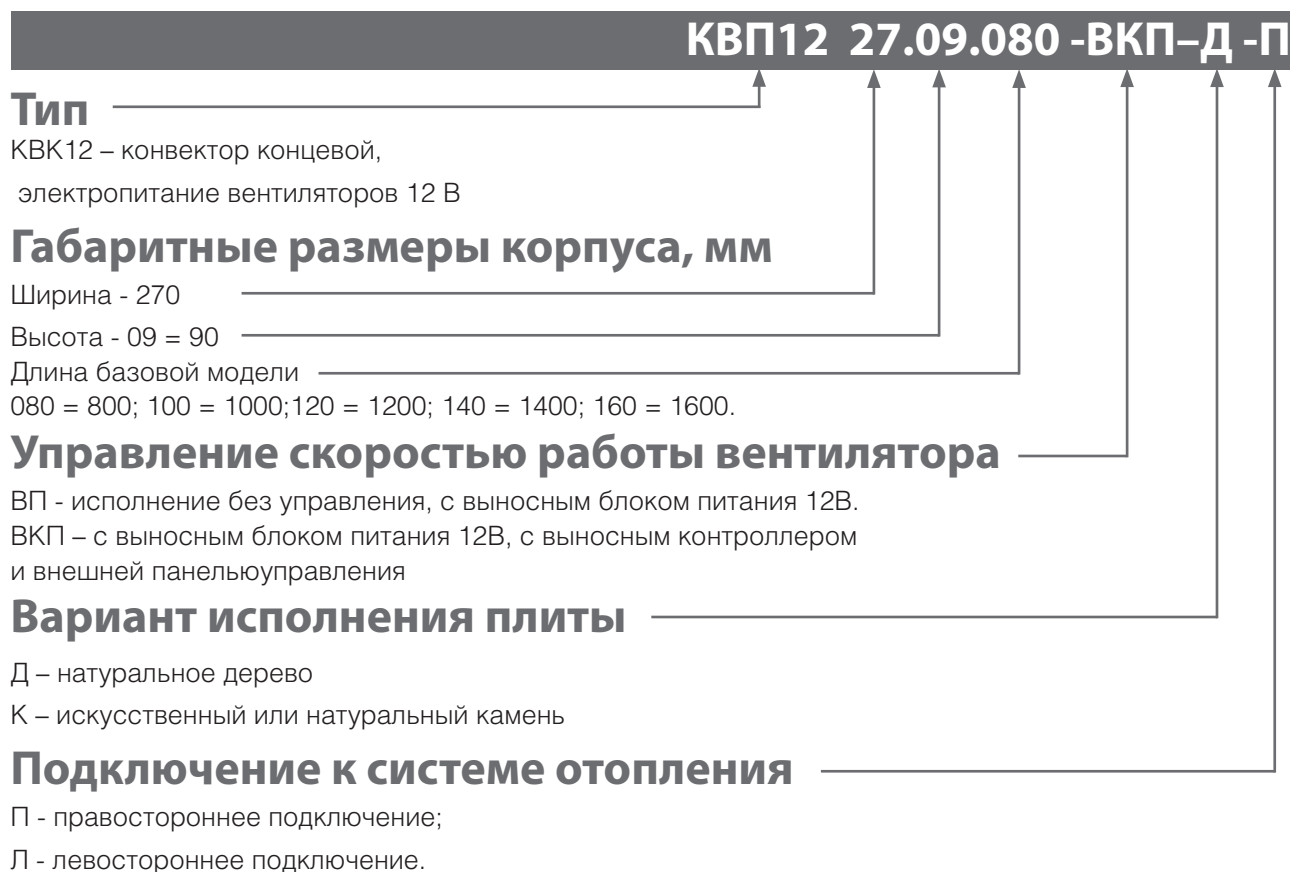 КВП12 27.09.080 -ВКП–Д -П
Тип
КВК12 – конвектор концевой,
электропитание вентиляторов 12 В
Габаритные размеры корпуса, мм
Ширина - 270
Высота - 09 = 90
Длина базовой модели
080 = 800; 100 = 1000;120 = 1200; 140 = 1400; 160 = 1600.
Управление скоростью работы вентилятора
ВП - исполнение без управления, с выносным блоком питания 12В.
ВКП – с выносным блоком питания 12В, с выносным контроллером
и внешней панельюуправления
Вариант исполнения плиты
Д – натуральное дерево
К – искусственный или натуральный камень
Подключение к системе отопления
П - правостороннее подключение;
Л - левостороннее подключение.